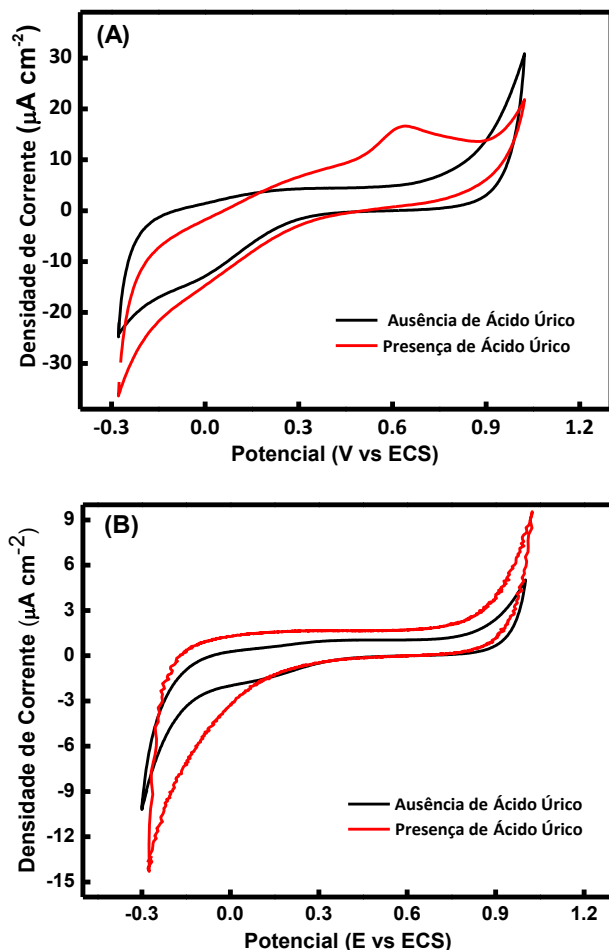 (A)
Densidade de Corrente (μA cm⁻²)
30
20
10
0
-10
-20
-30
Ausência de Ácido Úrico
Presença de Ácido Úrico
-0.3 0.0 0.3 0.6 0.9 1.2
Potencial (V vs ECS)
(B)
Densidade de Corrente (μA cm⁻²)
9
6
3
0
-3
-6
-9
-12
-15
Ausência de Ácido Úrico
Presença de Ácido Úrico
-0.3 0.0 0.3 0.6 0.9 1.2
Potencial (E vs ECS)